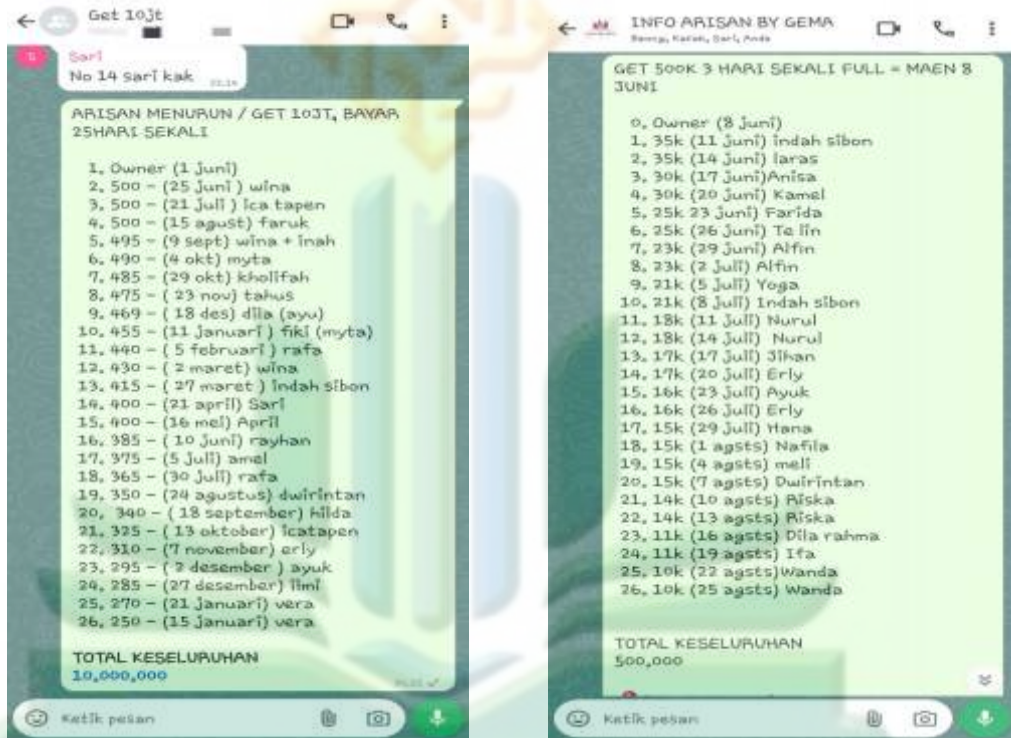 Get 10jt
Sari
No 14 sari kak
ARISAN MENURUN / GET 10JT, BAYAR
25HARI SEKALI
1. Owner (1 juni)
2. 500 - (25 juni ) wina
3. 500 - (21 juli ) ica tapen
4. 500 - (15 agust) faruk
5. 495 - (9 sept) wina + inah
6. 490 - (4 okt) myta
7. 485 - (29 okt) kholifah
8. 475 - ( 23 nov) tahus
9. 469 - ( 18 des) dila (ayu)
10. 455 - (11 januari ) fiki (myta)
11. 440 - ( 5 februari ) rafa
12. 430 - ( 2 maret) wina
13. 415 - ( 27 maret ) indah sibon
14. 400 - (21 april) Sari
15. 400 - (16 mei) April
16. 385 - ( 10 juni) rayhan
17. 375 - (5 juli) amel
18. 365 - (30 juli) rafa
19. 350 - (24 agustus) dwirintan
20. 340 - ( 18 september) hilda
21. 325 - ( 13 oktober) icatapen
22. 310 - (7 november) erly
23. 295 - ( 2 desember ) ayuk
24. 285 - (27 desember) ilmi
25. 270 - (21 januari) vera
26. 250 - (15 januari) vera
TOTAL KESELURUHAN
10,000,000
Ketik pesan
INFO ARISAN BY GEMA
Kakak, Sari, Anda
GET 500K 3 HARI SEKALI FULL = MAEN 8
JUNI
0. Owner (8 juni)
1. 35k (11 juni) indah sibon
2. 35k (14 juni) laras
3. 30k (17 juni)Anisa
4. 30k (20 juni) Kamel
5. 25k 23 juni) Farida
6. 25k (26 juni) Te lin
7. 23k (29 juni) Alfin
8. 23k (2 juli) Alfin
9. 21k (5 juli) Yoga
10. 21k (8 juli) Indah sibon
11. 18k (11 juli) Nurul
12. 18k (14 juli) Nurul
13. 17k (17 juli) Jihan
14. 17k (20 juli) Erly
15. 16k (23 juli) Ayuk
16. 16k (26 juli) Erly
17. 15k (29 juli) Hana
18. 15k (1 agsts) Nafila
19. 15k (4 agsts) meli
20. 15k (7 agsts) Dwirintan
21. 14k (10 agsts) Riska
22. 14k (13 agsts) Riska
23. 11k (16 agsts) Dila rahma
24. 11k (19 agsts) Ifa
25. 10k (22 agsts)Wanda
26. 10k (25 agsts) Wanda
TOTAL KESELURUHAN
500,000
Ketik pesan